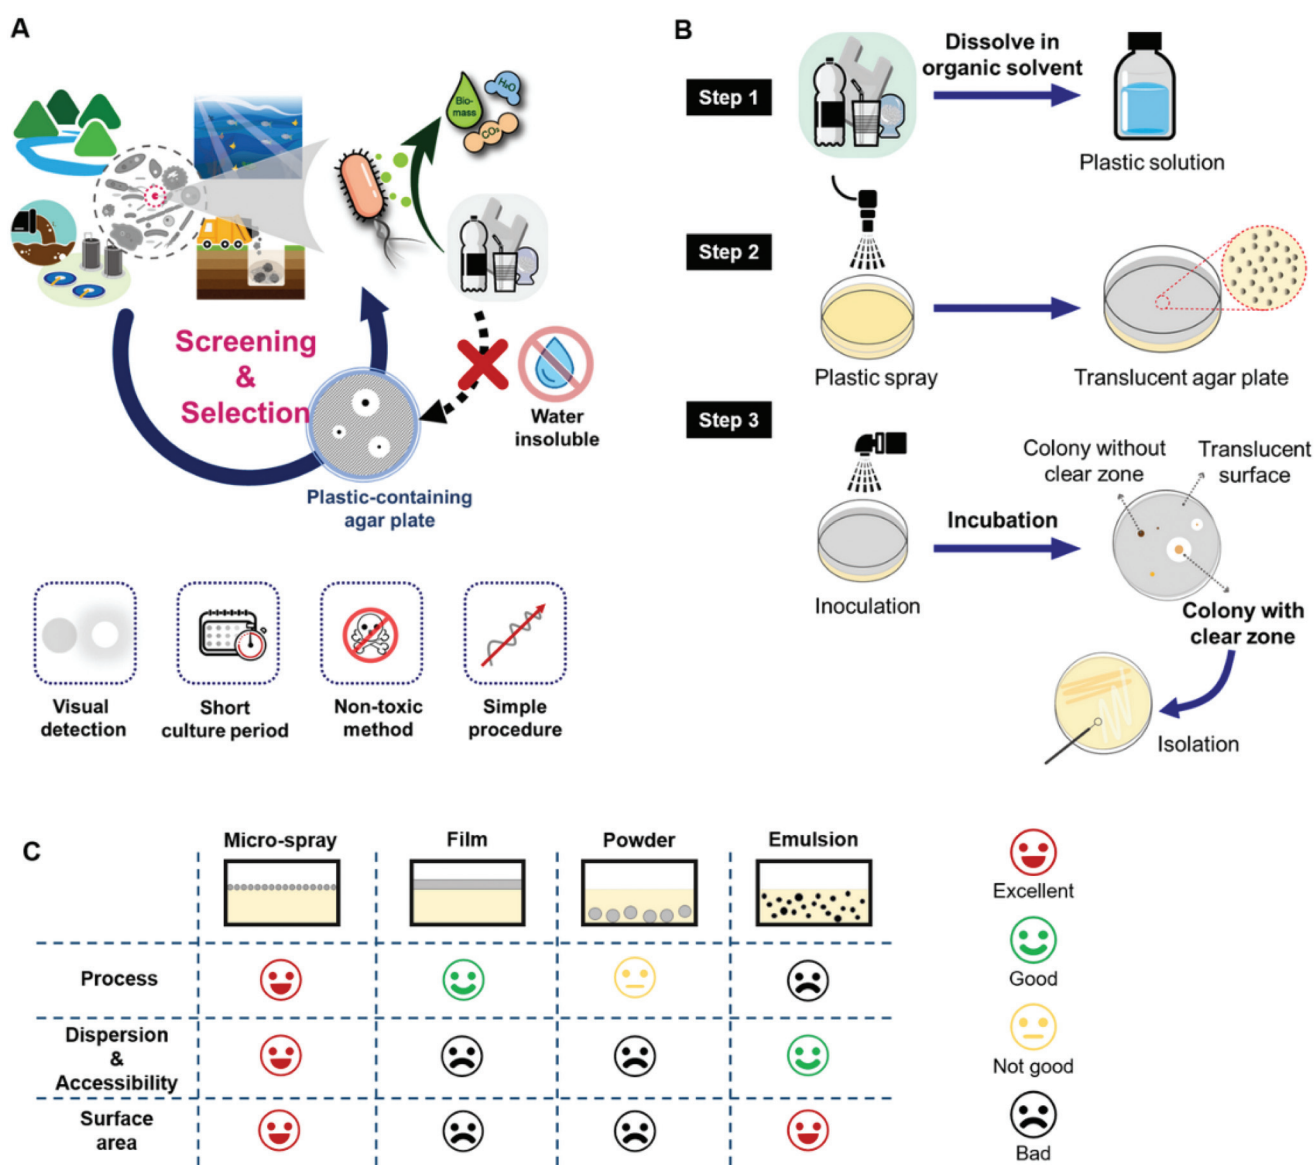 A
Bio-
mass
H₂O
CO₂
Screening
&
Selection
Water
insoluble
Plastic-containing
agar plate
Visual
detection
Short
culture period
Non-toxic
method
Simple
procedure
B
Step 1
Dissolve in
organic solvent
Plastic solution
Step 2
Plastic spray
Translucent agar plate
Step 3
Inoculation
Incubation
Colony without
clear zone
Translucent
surface
Colony with
clear zone
Isolation
C
Micro-spray
Film
Powder
Emulsion
Process
Dispersion
&
Accessibility
Surface
area
Excellent
Good
Not good
Bad